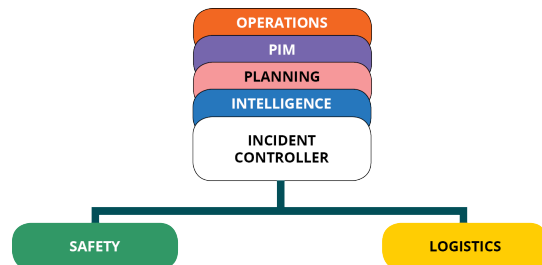 OPERATIONS
PIM
PLANNING
INTELLIGENCE
INCIDENT
CONTROLLER
SAFETY
LOGISTICS